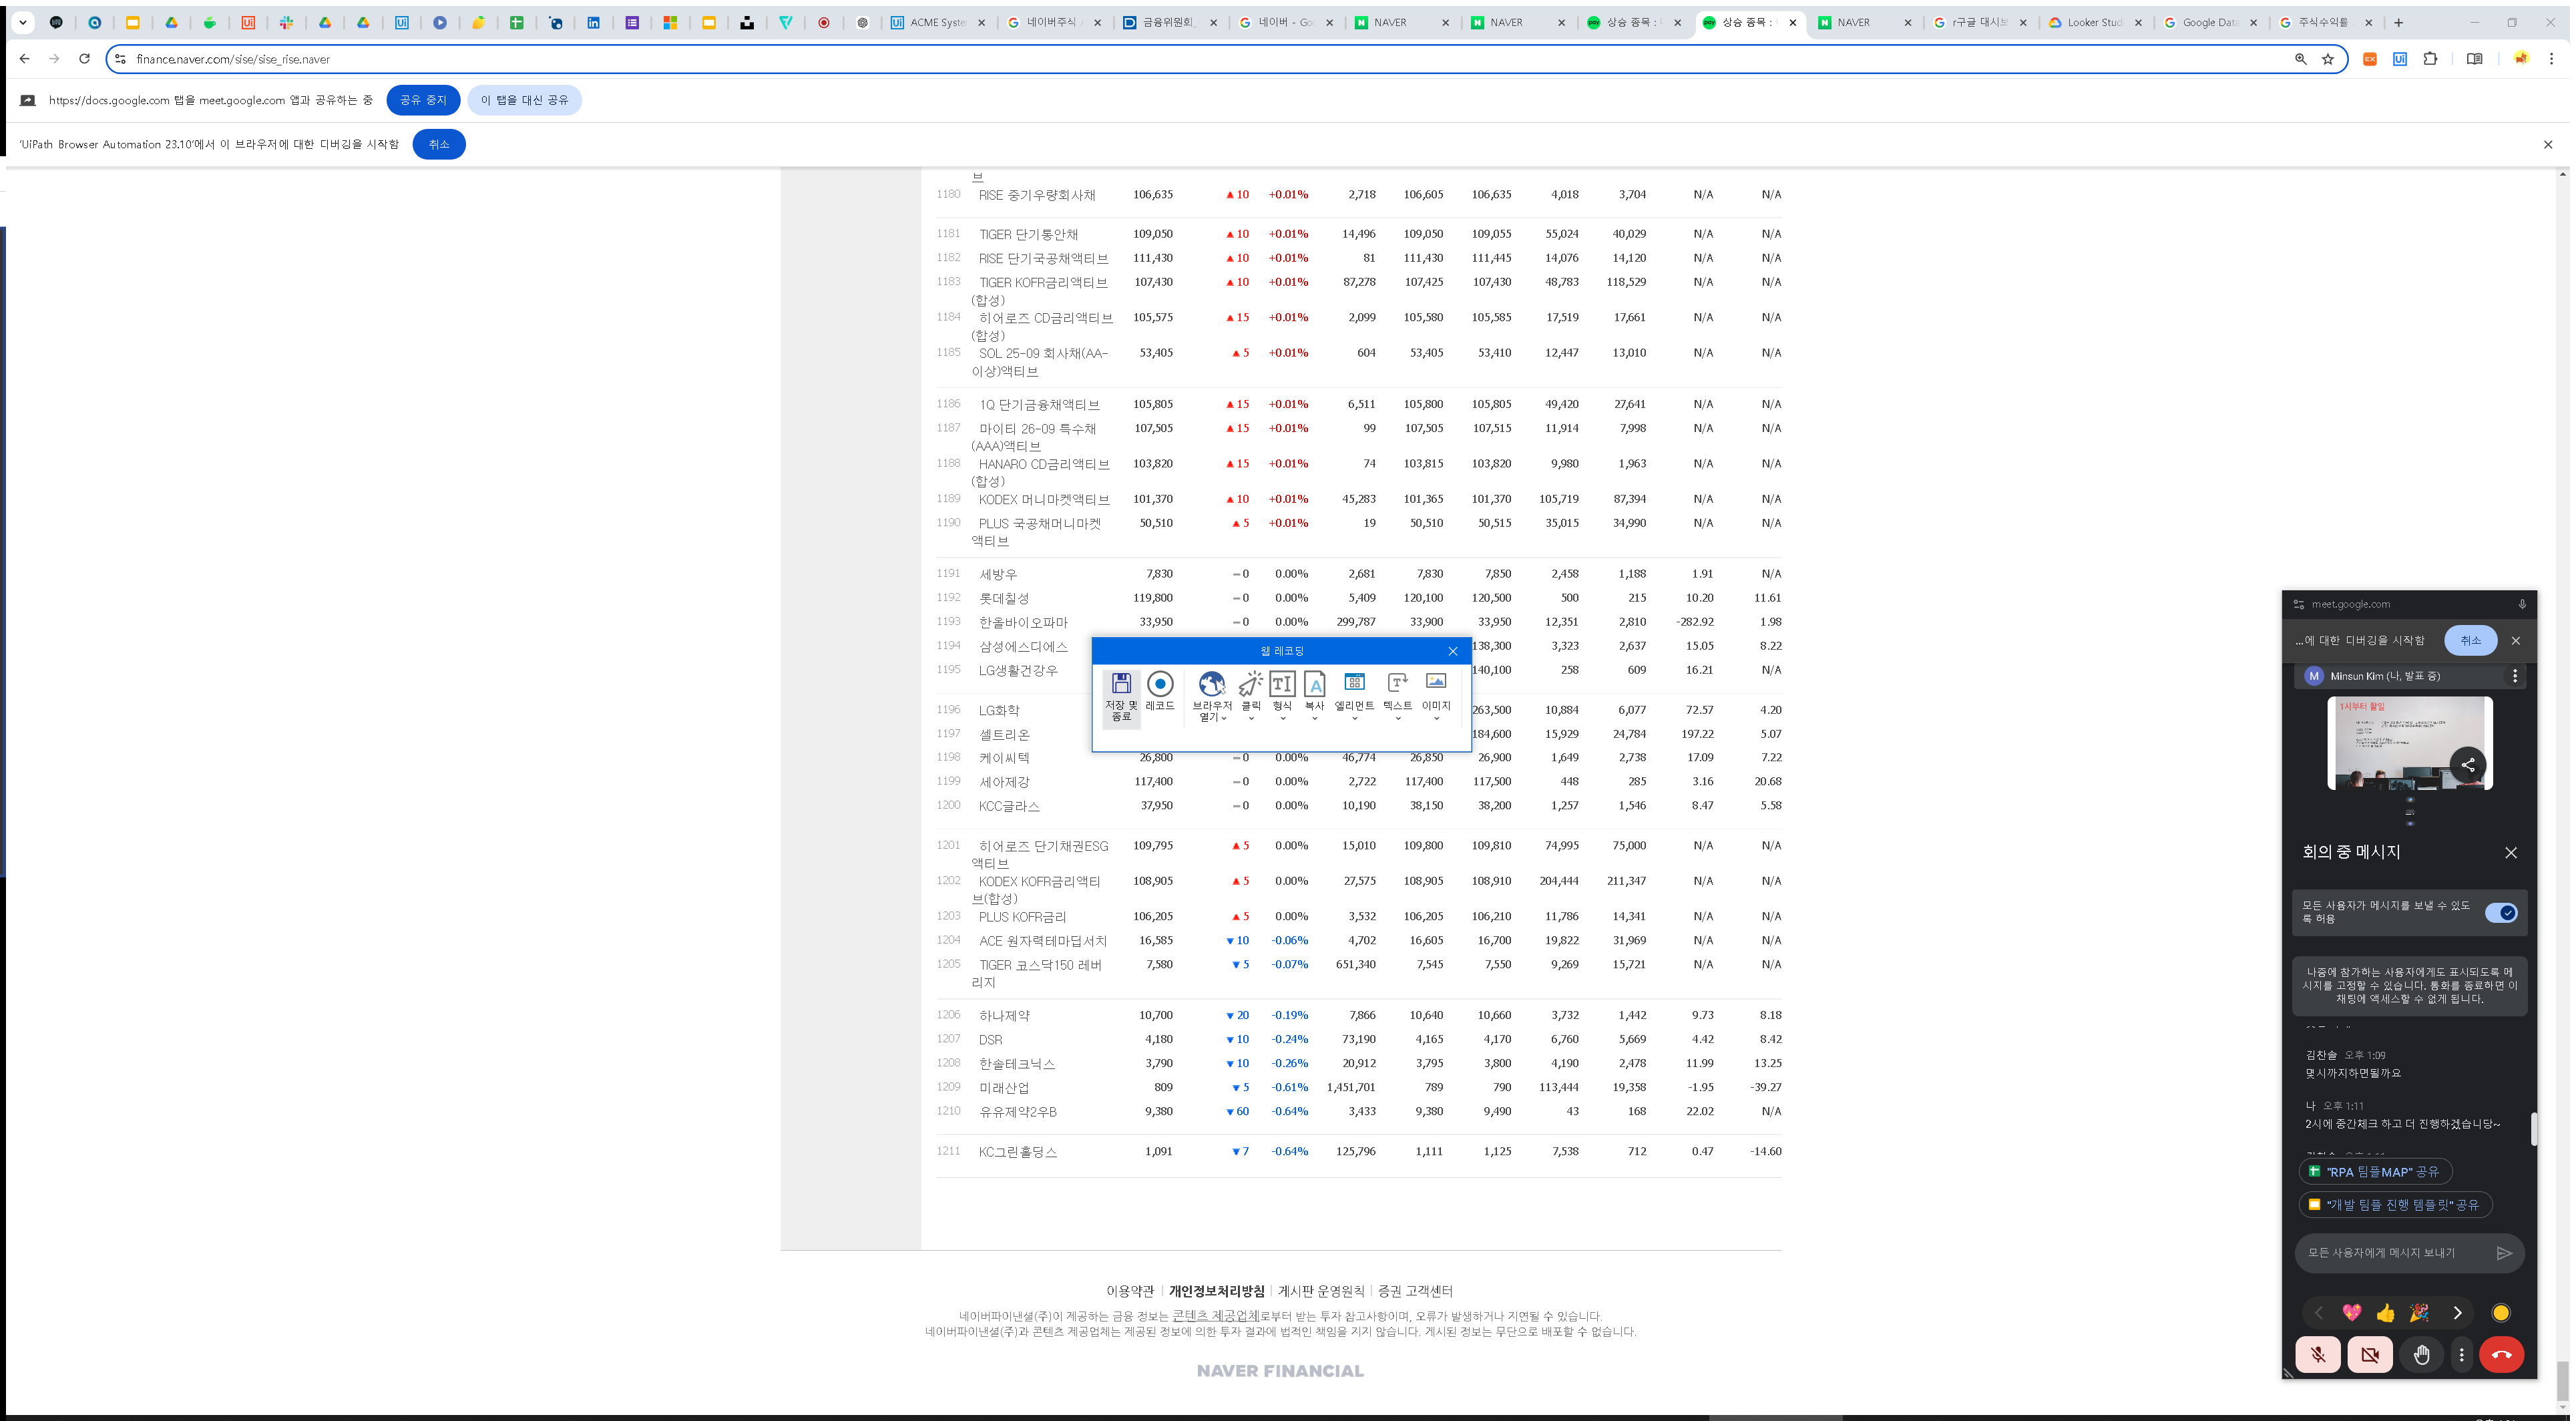 ACME Syste
네이버주식
금융위원회_
네이버 - Go
NAVER
NAVER
상승 종목 :
상승 종목 :
NAVER
r구글 대시보
Looker Stud
Google Data
주식수익률
finance.naver.com/sise/sise_rise.naver
https://docs.google.com 탭을 meet.google.com 앱과 공유하는 중 공유 중지 이 탭을 대신 공유
'UiPath Browser Automation 23.10'에서 이 브라우저에 대한 디버깅을 시작함 취소
브
1180 RISE 중기우량회사채 106,635 ▲10 +0.01% 2,718 106,605 106,635 4,018 3,704 N/A N/A
1181 TIGER 단기통안채 109,050 ▲10 +0.01% 14,496 109,050 109,055 55,024 40,029 N/A N/A
1182 RISE 단기국공채액티브 111,430 ▲10 +0.01% 81 111,430 111,445 14,076 14,120 N/A N/A
1183 TIGER KOFR금리액티브 107,430 ▲10 +0.01% 87,278 107,425 107,430 48,783 118,529 N/A N/A
(합성)
1184 히어로즈 CD금리액티브 105,575 ▲15 +0.01% 2,099 105,580 105,585 17,519 17,661 N/A N/A
(합성)
1185 SOL 25-09 회사채(AA- 53,405 ▲5 +0.01% 604 53,405 53,410 12,447 13,010 N/A N/A
이상)액티브
1186 1Q 단기금융채액티브 105,805 ▲15 +0.01% 6,511 105,800 105,805 49,420 27,641 N/A N/A
1187 마이티 26-09 특수채 107,505 ▲15 +0.01% 99 107,505 107,515 11,914 7,998 N/A N/A
(AAA)액티브
1188 HANARO CD금리액티브 103,820 ▲15 +0.01% 74 103,815 103,820 9,980 1,963 N/A N/A
(합성)
1189 KODEX 머니마켓액티브 101,370 ▲10 +0.01% 45,283 101,365 101,370 105,719 87,394 N/A N/A
1190 PLUS 국공채머니마켓 50,510 ▲5 +0.01% 19 50,510 50,515 35,015 34,990 N/A N/A
액티브
1191 세방우 7,830 －0 0.00% 2,681 7,830 7,850 2,458 1,188 1.91 N/A
1192 롯데칠성 119,800 －0 0.00% 5,409 120,100 120,500 500 215 10.20 11.61
1193 한올바이오파마 33,950 －0 0.00% 299,787 33,900 33,950 12,351 2,810 -282.92 1.98
1194 삼성에스디에스 138,300 3,323 2,637 15.05 8.22
1195 LG생활건강우 140,100 258 609 16.21 N/A
1196 LG화학 263,500 10,884 6,077 72.57 4.20
1197 셀트리온 184,600 15,929 24,784 197.22 5.07
1198 케이씨텍 26,800 －0 0.00% 46,774 26,850 26,900 1,649 2,738 17.09 7.22
1199 세아제강 117,400 －0 0.00% 2,722 117,400 117,500 448 285 3.16 20.68
1200 KCC글라스 37,950 －0 0.00% 10,190 38,150 38,200 1,257 1,546 8.47 5.58
1201 히어로즈 단기채권ESG 109,795 ▲5 0.00% 15,010 109,800 109,810 74,995 75,000 N/A N/A
액티브
1202 KODEX KOFR금리액티 108,905 ▲5 0.00% 27,575 108,905 108,910 204,444 211,347 N/A N/A
브(합성)
1203 PLUS KOFR금리 106,205 ▲5 0.00% 3,532 106,205 106,210 11,786 14,341 N/A N/A
1204 ACE 원자력테마딥서치 16,585 ▼10 -0.06% 4,702 16,605 16,700 19,822 31,969 N/A N/A
1205 TIGER 코스닥150 레버 7,580 ▼5 -0.07% 651,340 7,545 7,550 9,269 15,721 N/A N/A
리지
1206 하나제약 10,700 ▼20 -0.19% 7,866 10,640 10,660 3,732 1,442 9.73 8.18
1207 DSR 4,180 ▼10 -0.24% 73,190 4,165 4,170 6,760 5,669 4.42 8.42
1208 한솔테크닉스 3,790 ▼10 -0.26% 20,912 3,795 3,800 4,190 2,478 11.99 13.25
1209 미래산업 809 ▼5 -0.61% 1,451,701 789 790 113,444 19,358 -1.95 -39.27
1210 유유제약2우B 9,380 ▼60 -0.64% 3,433 9,380 9,490 43 168 22.02 N/A
1211 KC그린홀딩스 1,091 ▼7 -0.64% 125,796 1,111 1,125 7,538 712 0.47 -14.60
이용약관 | 개인정보처리방침 | 게시판 운영원칙 | 증권 고객센터
네이버파이낸셜(주)이 제공하는 금융 정보는 콘텐츠 제공업체로부터 받는 투자 참고사항이며, 오류가 발생하거나 지연될 수 있습니다.
네이버파이낸셜(주)과 콘텐츠 제공업체는 제공된 정보에 의한 투자 결과에 법적인 책임을 지지 않습니다. 게시된 정보는 무단으로 배포할 수 없습니다.
NAVER FINANCIAL
웹 레코딩
저장 및 종료
레코드
브라우저 열기
클릭
형식
복사
엘리먼트
텍스트
이미지
meet.google.com
...에 대한 디버깅을 시작함 취소
M Minsun Kim (나, 발표 중)
1시부터 할일
회의 중 메시지
모든 사용자가 메시지를 보낼 수 있도
록 허용
나중에 참가하는 사용자에게도 표시되도록 메
시지를 고정할 수 있습니다. 통화를 종료하면 이
채팅에 액세스할 수 없게 됩니다.
김찬솔 오후 1:09
몇시까지하면될까요
나 오후 1:11
2시에 중간체크 하고 더 진행하겠습니당~
"RPA 팀플MAP" 공유
"개발 팀플 진행 템플릿" 공유
모든 사용자에게 메시지 보내기